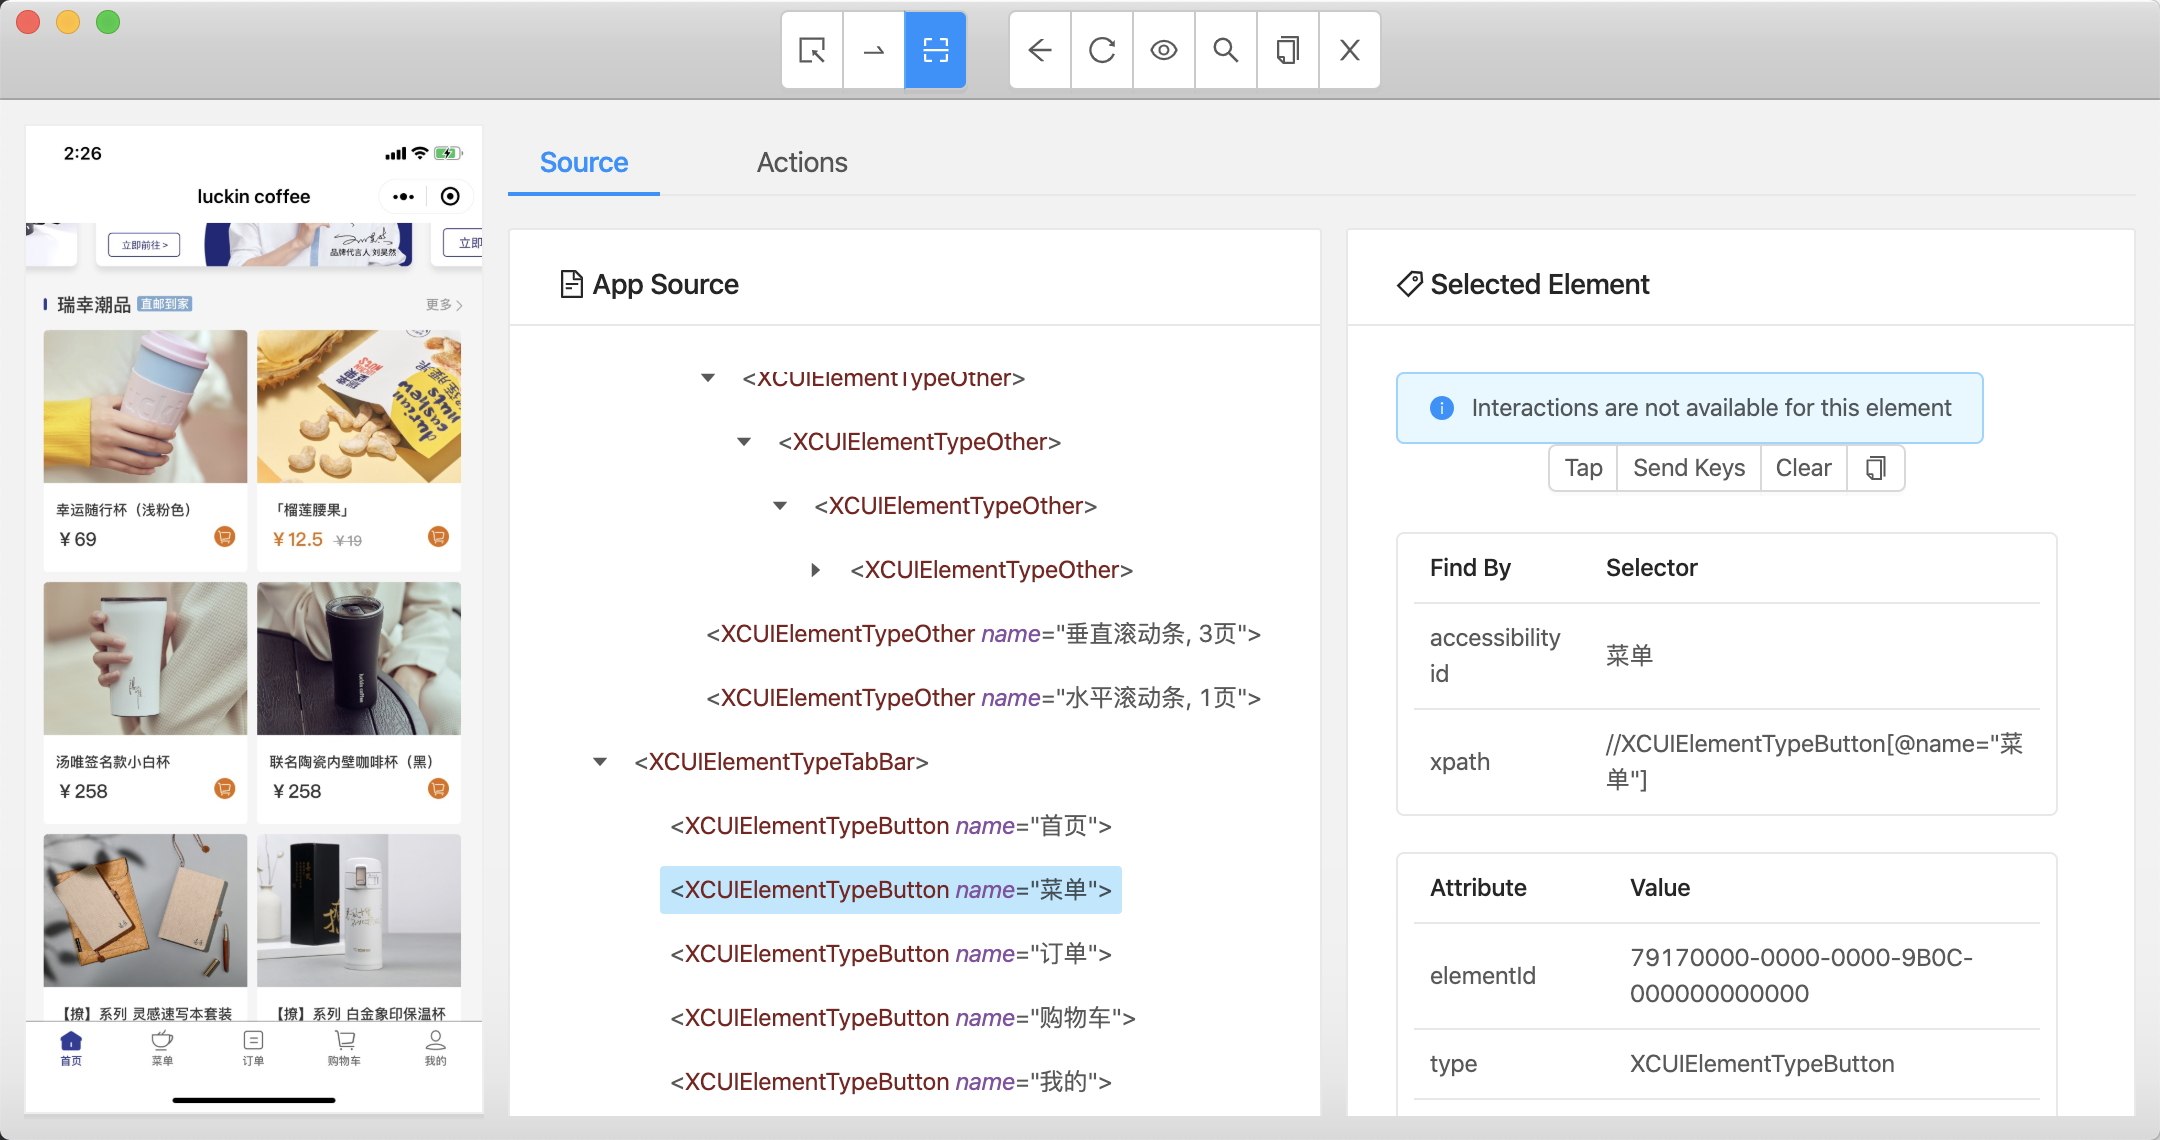 2:26
luckin coffee
立即前往 >
品牌代言人 刘昊然
立即
瑞幸潮品 直邮到家
更多 >
幸运随行杯（浅粉色）
「榴莲腰果」
¥ 69
¥ 12.5 ¥ 19
汤唯签名款小白杯
联名陶瓷内壁咖啡杯（黑）
¥ 258
¥ 258
【撩】系列 灵感速写本套装
【撩】系列 白金象印保温杯
首页
菜单
订单
购物车
我的
Source
Actions
App Source
<XCUIElementTypeOther>
<XCUIElementTypeOther>
<XCUIElementTypeOther>
<XCUIElementTypeOther>
<XCUIElementTypeOther name="垂直滚动条, 3页">
<XCUIElementTypeOther name="水平滚动条, 1页">
<XCUIElementTypeTabBar>
<XCUIElementTypeButton name="首页">
<XCUIElementTypeButton name="菜单">
<XCUIElementTypeButton name="订单">
<XCUIElementTypeButton name="购物车">
<XCUIElementTypeButton name="我的">
Selected Element
Interactions are not available for this element
Tap
Send Keys
Clear
Find By
Selector
accessibility
id
菜单
xpath
//XCUIElementTypeButton[@name="菜
单"]
Attribute
Value
elementId
79170000-0000-0000-9B0C-
000000000000
type
XCUIElementTypeButton